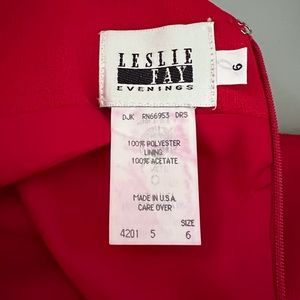 LESLIE
FAY
EVENINGS
6
DJK RN66953 DRS
100% POLYESTER
LINING
100% ACETATE
MADE IN U.S.A.
CARE OVER
SIZE
4201 5 6